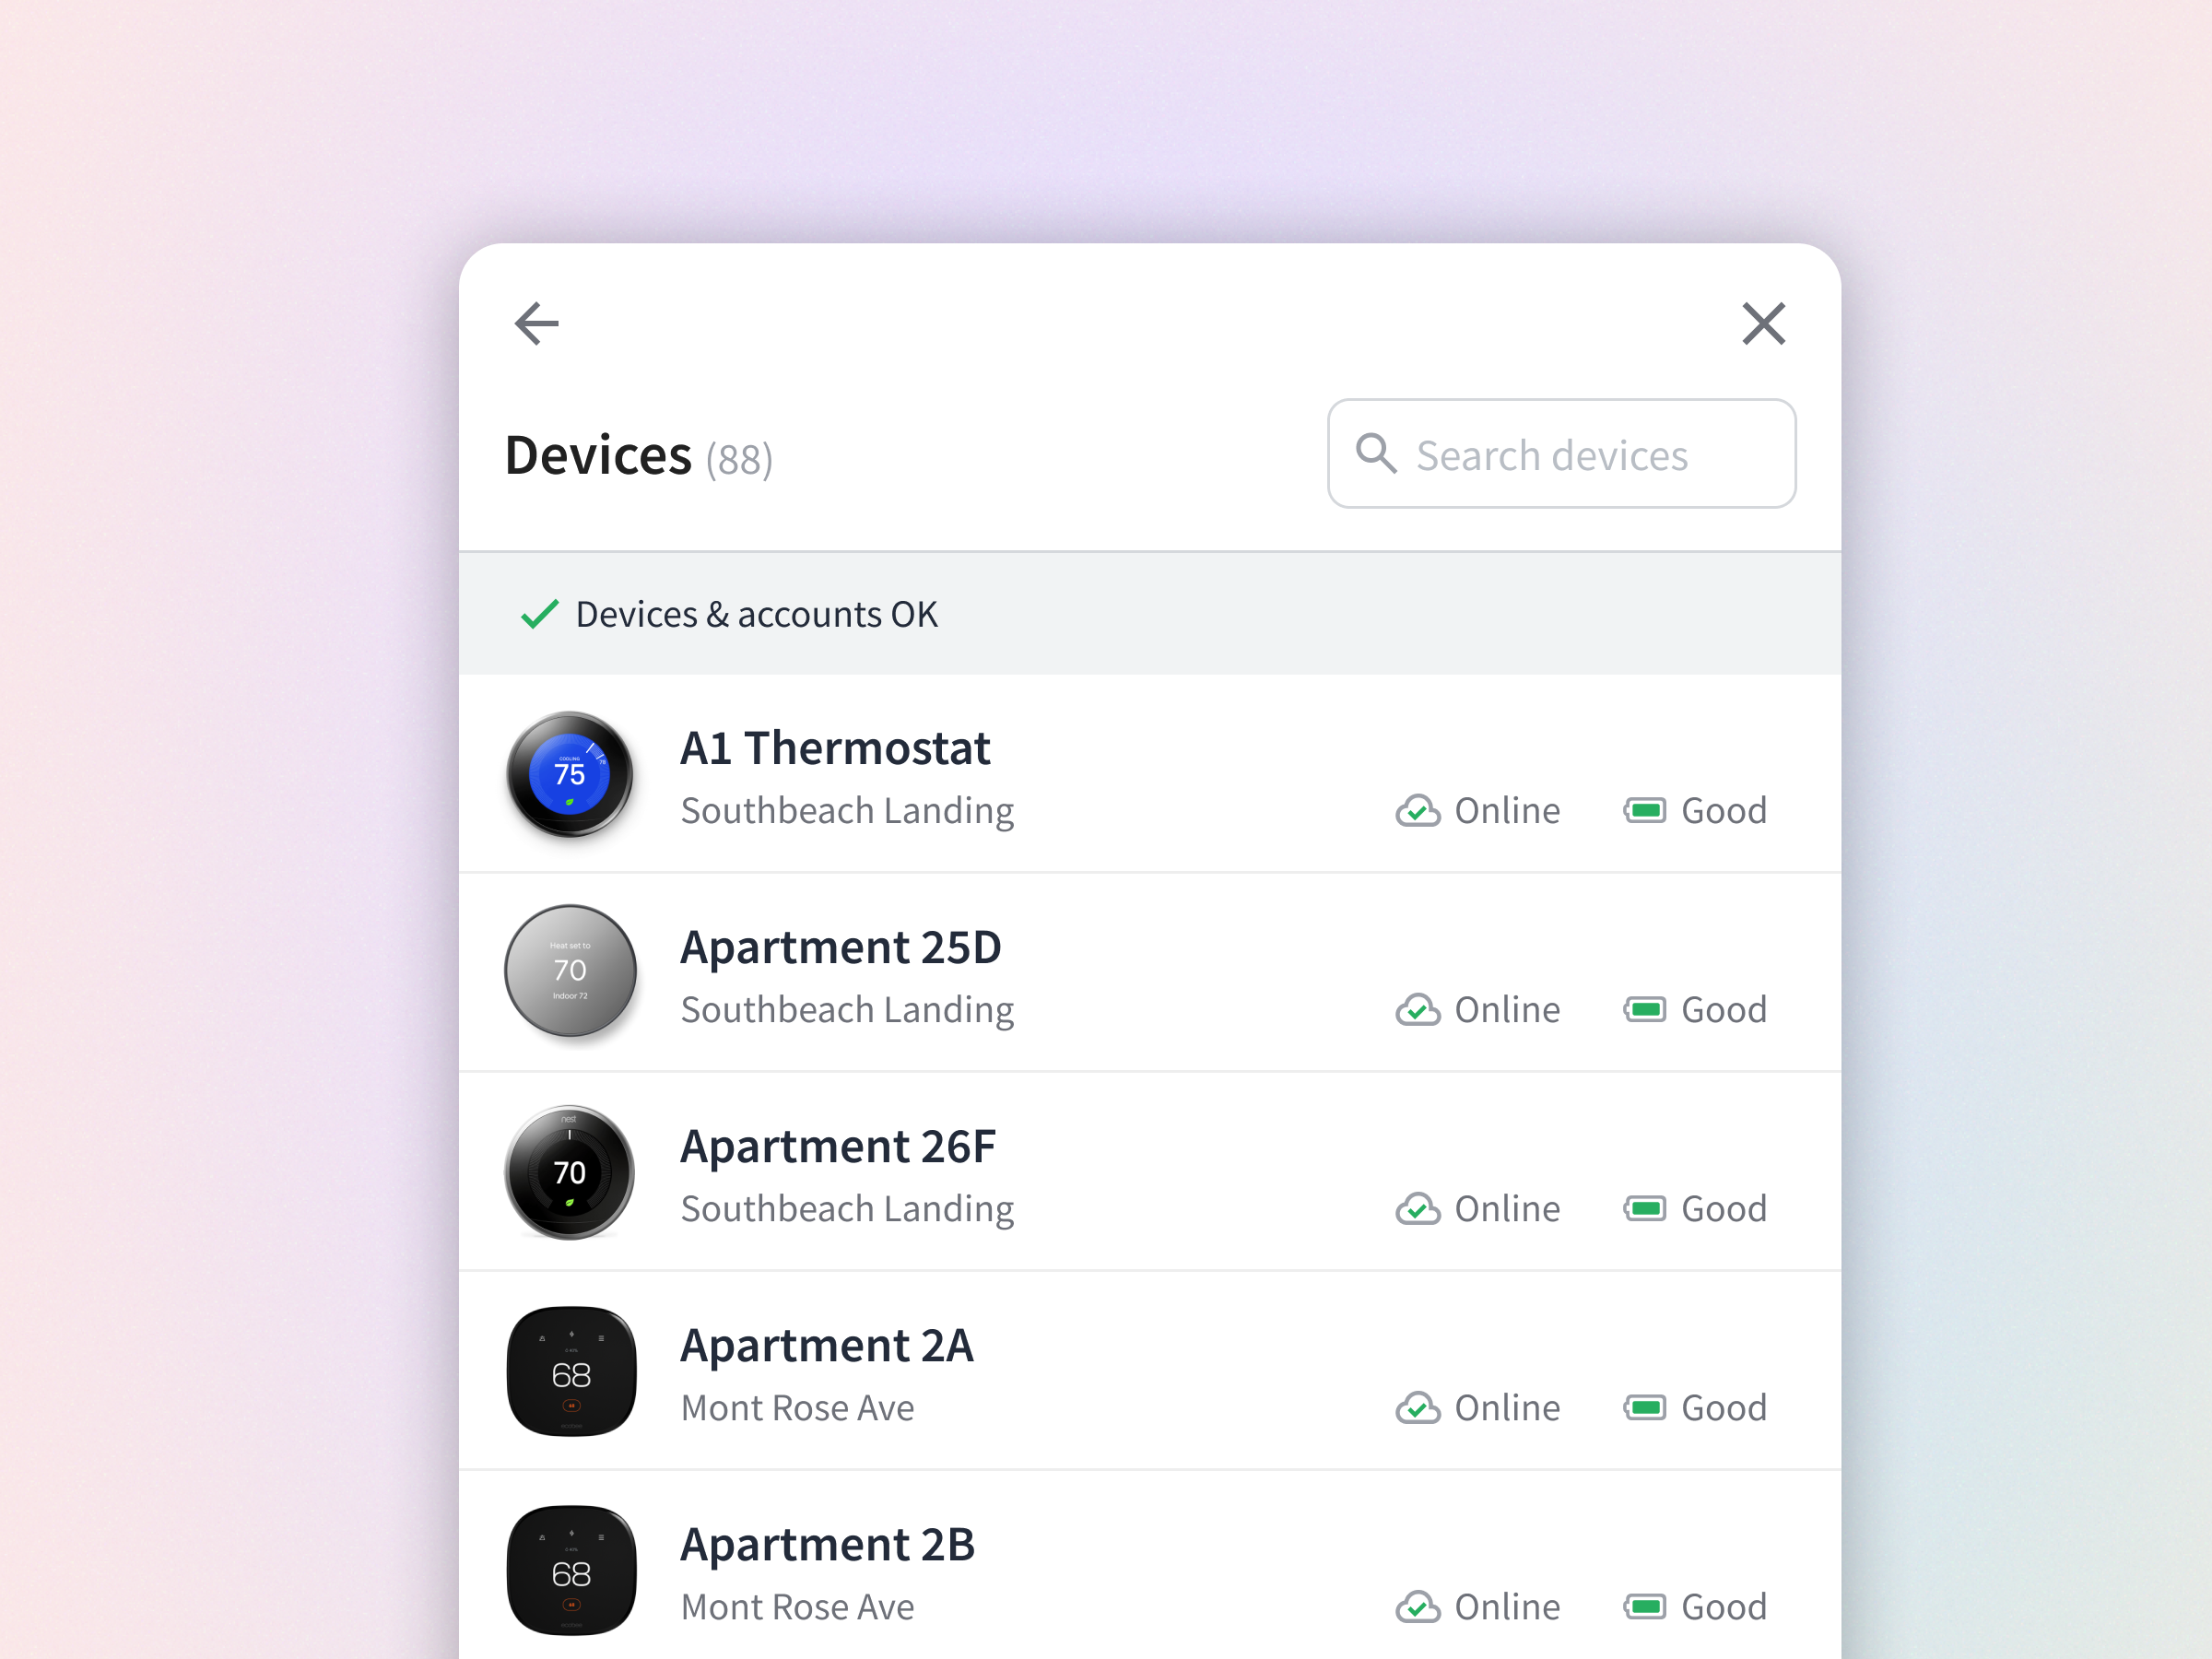 Devices (88)
Search devices
Devices & accounts OK
COOLING
75
A1 Thermostat
Southbeach Landing
Online
Good
Heat set to
70
Indoor 72
Apartment 25D
Southbeach Landing
Online
Good
nest
70
Apartment 26F
Southbeach Landing
Online
Good
68
Apartment 2A
Mont Rose Ave
Online
Good
68
Apartment 2B
Mont Rose Ave
Online
Good